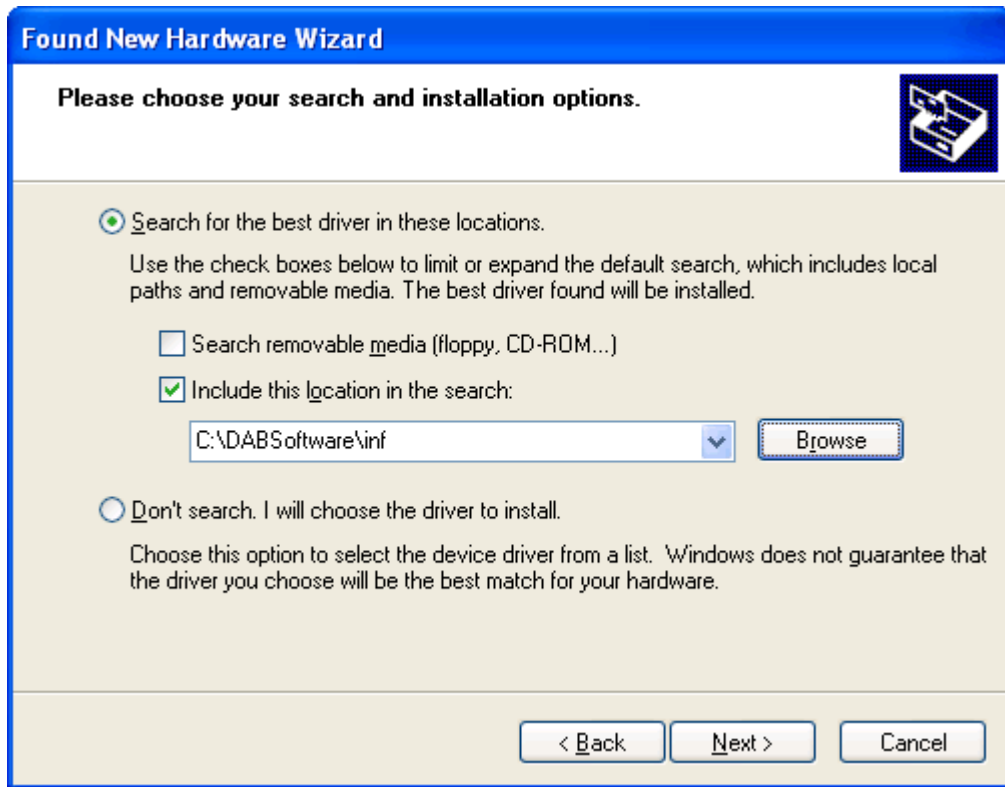 Found New Hardware Wizard
Please choose your search and installation options.
Search for the best driver in these locations.
Use the check boxes below to limit or expand the default search, which includes local
paths and removable media. The best driver found will be installed.
Search removable media (floppy, CD-ROM...)
Include this location in the search:
C:\DABSoftware\inf
Browse
Don't search. I will choose the driver to install.
Choose this option to select the device driver from a list.  Windows does not guarantee that
the driver you choose will be the best match for your hardware.
< Back
Next >
Cancel